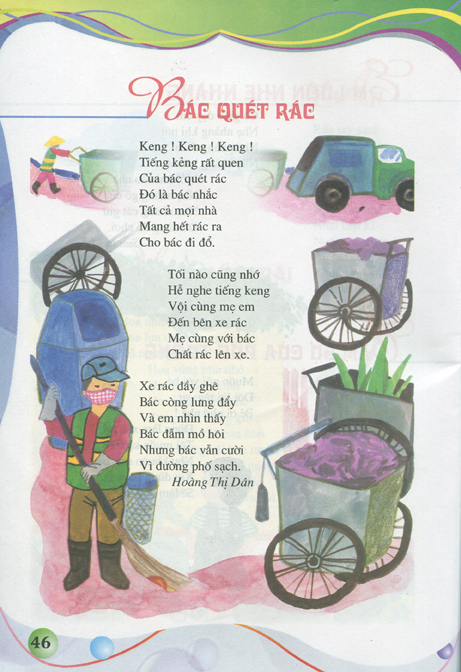 BÁC QUÉT RÁC
Keng ! Keng ! Keng !
Tiếng kẻng rất quen
Của bác quét rác
Đó là bác nhắc
Tất cả mọi nhà
Mang hết rác ra
Cho bác đi đổ.
Tối nào cũng nhớ
Hễ nghe tiếng keng
Vội cùng mẹ em
Đến bên xe rác
Mẹ cùng với bác
Chất rác lên xe.
Xe rác đầy ghê
Bác còng lưng đẩy
Và em nhìn thấy
Bác đẫm mồ hôi
Nhưng bác vẫn cười
Vì đường phố sạch.
Hoàng Thị Dân
46